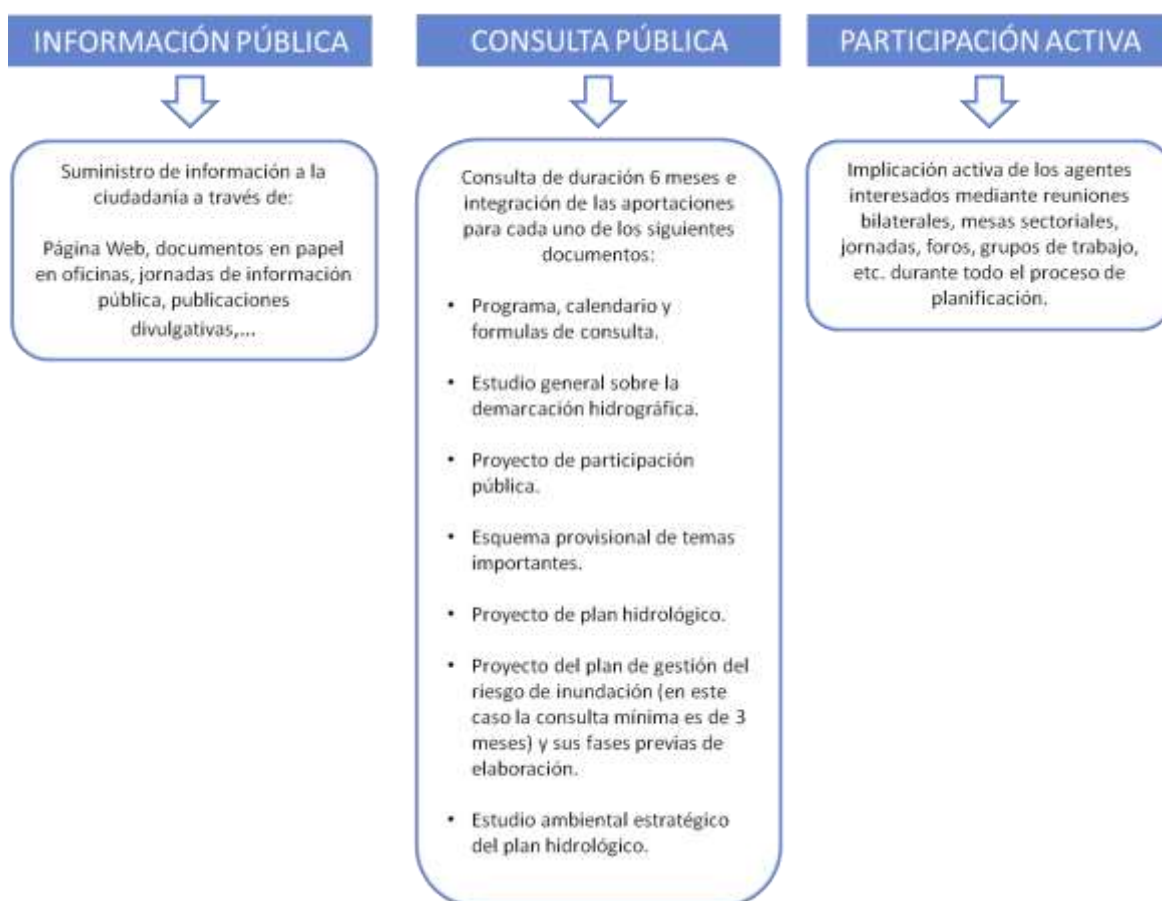 INFORMACIÓN PÚBLICA
Suministro de información a la
ciudadanía a través de:
Página Web, documentos en papel
en oficinas, jornadas de información
pública, publicaciones
divulgativas,...
CONSULTA PÚBLICA
Consulta de duración 6 meses e
integración de las aportaciones
para cada uno de los siguientes
documentos:
• Programa, calendario y
formulas de consulta.
• Estudio general sobre la
demarcación hidrográfica.
• Proyecto de participación
pública.
• Esquema provisional de temas
importantes.
• Proyecto de plan hidrológico.
• Proyecto del plan de gestión del
riesgo de inundación (en este
caso la consulta mínima es de 3
meses) y sus fases previas de
elaboración.
• Estudio ambiental estratégico
del plan hidrológico.
PARTICIPACIÓN ACTIVA
Implicación activa de los agentes
interesados mediante reuniones
bilaterales, mesas sectoriales,
jornadas, foros, grupos de trabajo,
etc. durante todo el proceso de
planificación.